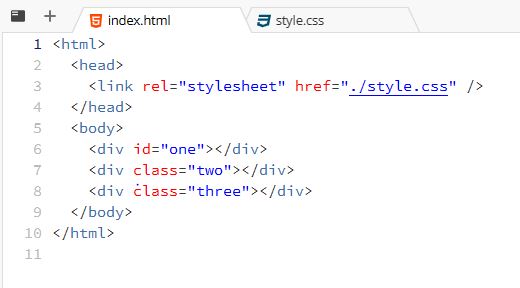 index.html style.css
1 <html>
2 <head>
3 <link rel="stylesheet" href="./style.css" />
4 </head>
5 <body>
6 <div id="one"></div>
7 <div class="two"></div>
8 <div class="three"></div>
9 </body>
10 </html>
11